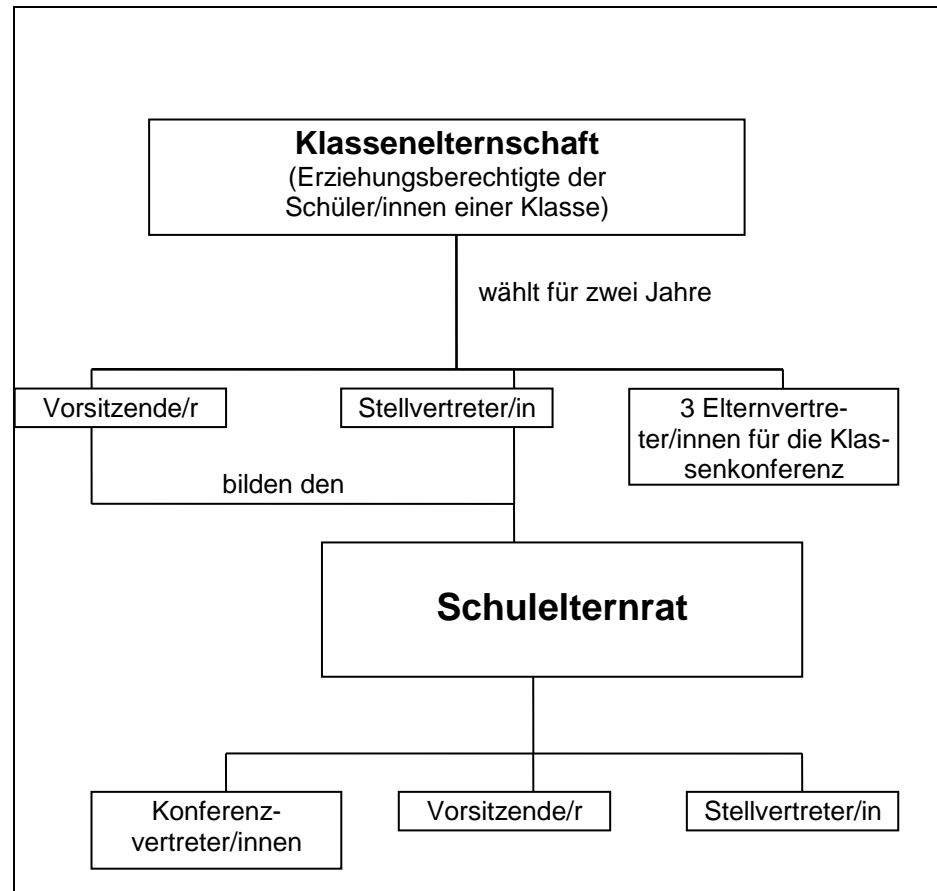 Klassenelternschaft
(Erziehungsberechtigte der
Schüler/innen einer Klasse)
wählt für zwei Jahre
Vorsitzende/r
Stellvertreter/in
3 Elternvertre-
ter/innen für die Klas-
senkonferenz
bilden den
Schulelternrat
Konferenz-
vertreter/innen
Vorsitzende/r
Stellvertreter/in